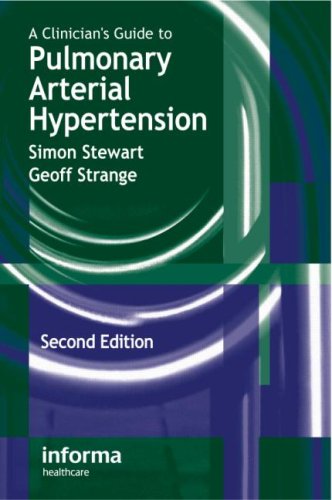 A Clinician's Guide to
Pulmonary
Arterial
Hypertension
Simon Stewart
Geoff Strange
Second Edition
informa
healthcare